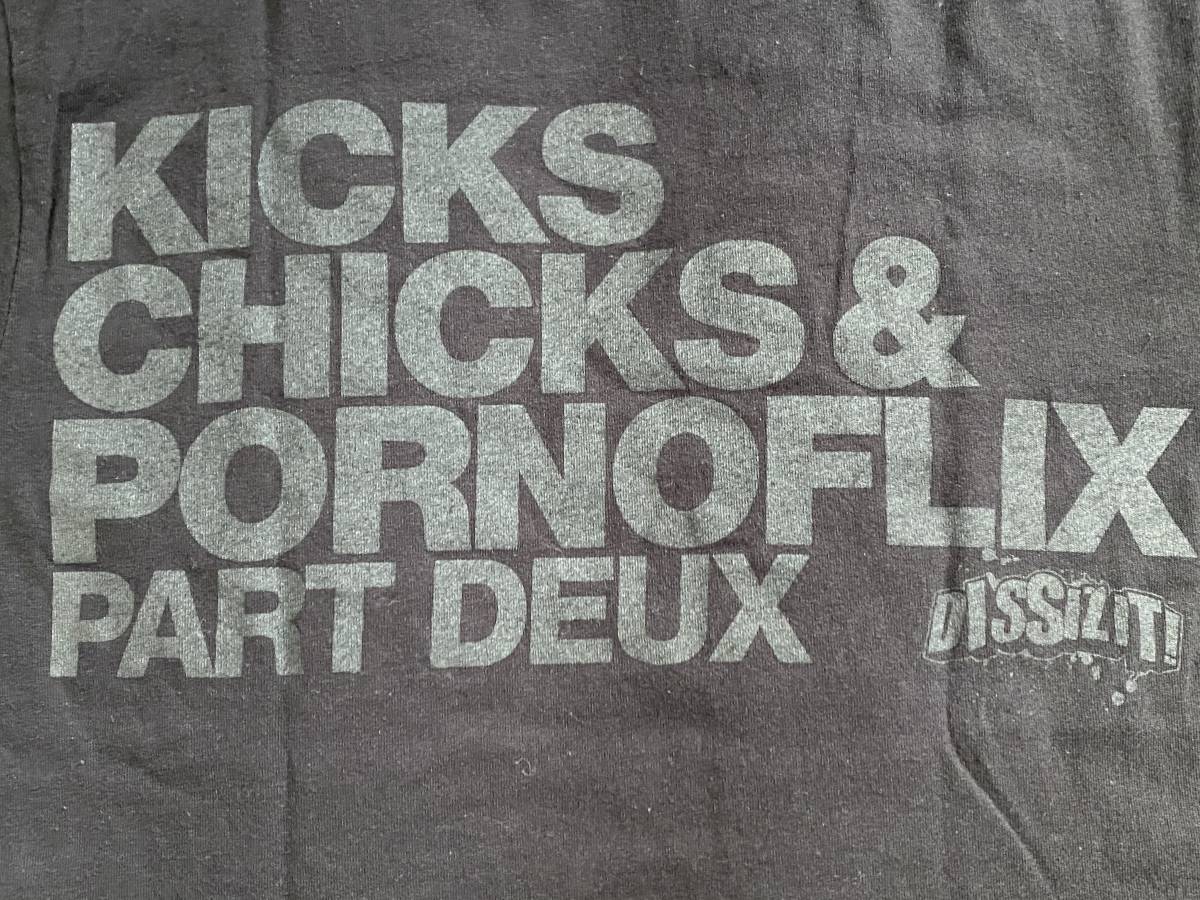 KICKS
CHICKS &
PORNOFLIX
PART DEUX
DISSIZIT!